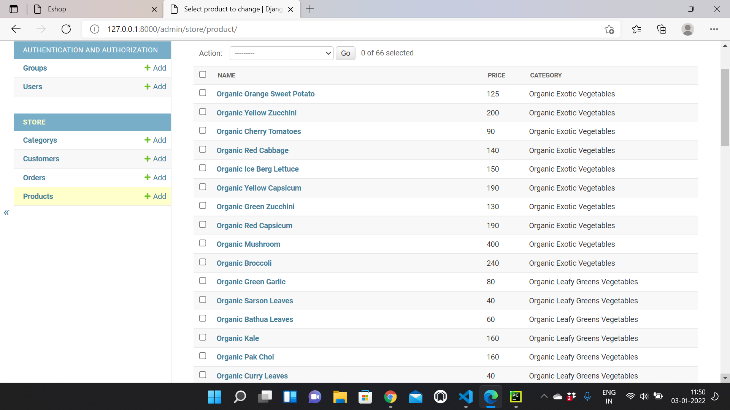 Eshop
Select product to change | Djang
127.0.0.1:8000/admin/store/product/
AUTHENTICATION AND AUTHORIZATION
Groups + Add
Users + Add
STORE
Categorys + Add
Customers + Add
Orders + Add
Products + Add
«
Action: --------- Go 0 of 66 selected
NAME PRICE CATEGORY
Organic Orange Sweet Potato 125 Organic Exotic Vegetables
Organic Yellow Zucchini 200 Organic Exotic Vegetables
Organic Cherry Tomatoes 90 Organic Exotic Vegetables
Organic Red Cabbage 140 Organic Exotic Vegetables
Organic Ice Berg Lettuce 150 Organic Exotic Vegetables
Organic Yellow Capsicum 190 Organic Exotic Vegetables
Organic Green Zucchini 130 Organic Exotic Vegetables
Organic Red Capsicum 190 Organic Exotic Vegetables
Organic Mushroom 400 Organic Exotic Vegetables
Organic Broccoli 240 Organic Exotic Vegetables
Organic Green Garlic 80 Organic Leafy Greens Vegetables
Organic Sarson Leaves 40 Organic Leafy Greens Vegetables
Organic Bathua Leaves 60 Organic Leafy Greens Vegetables
Organic Kale 160 Organic Leafy Greens Vegetables
Organic Pak Choi 160 Organic Leafy Greens Vegetables
Organic Curry Leaves 40 Organic Leafy Greens Vegetables
ENG
IN
11:50
03-01-2022